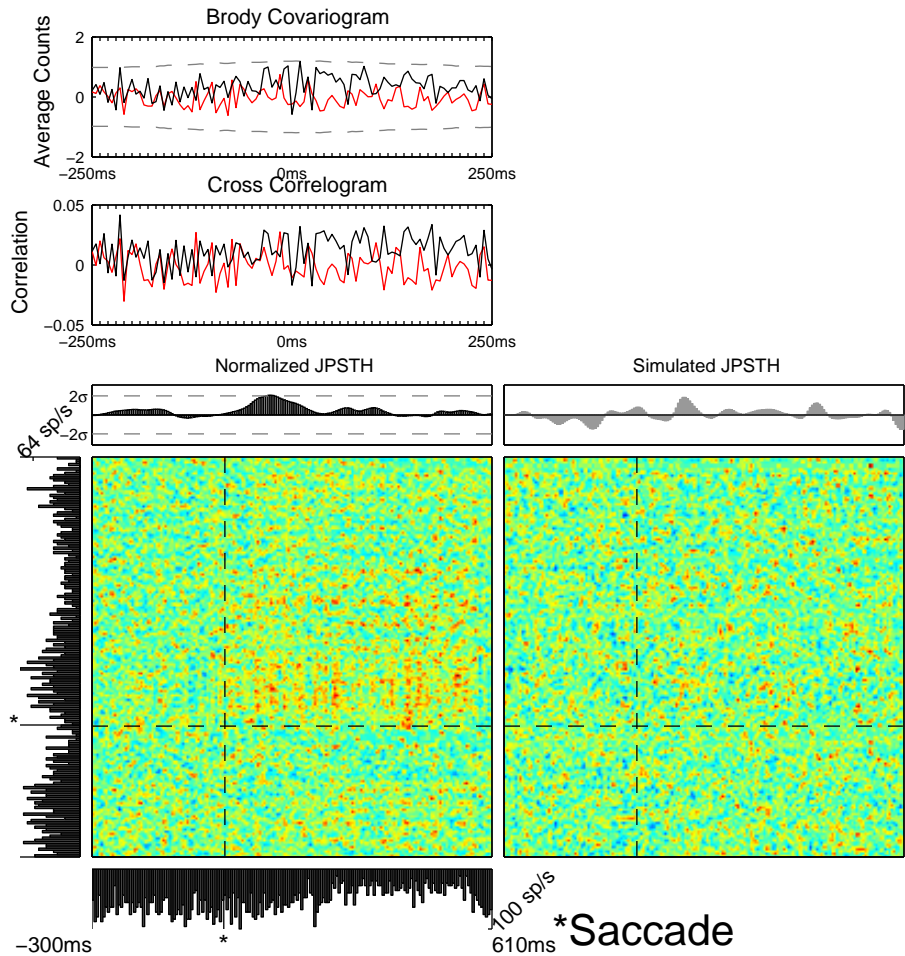 Brody Covariogram
2
0
−2
Average Counts
−250ms
0ms
250ms
Cross Correlogram
0.05
0
−0.05
Correlation
−250ms
0ms
250ms
Normalized JPSTH
Simulated JPSTH
2σ
−2σ
64 sp/s
*
100 sp/s
−300ms
*
610ms
*Saccade